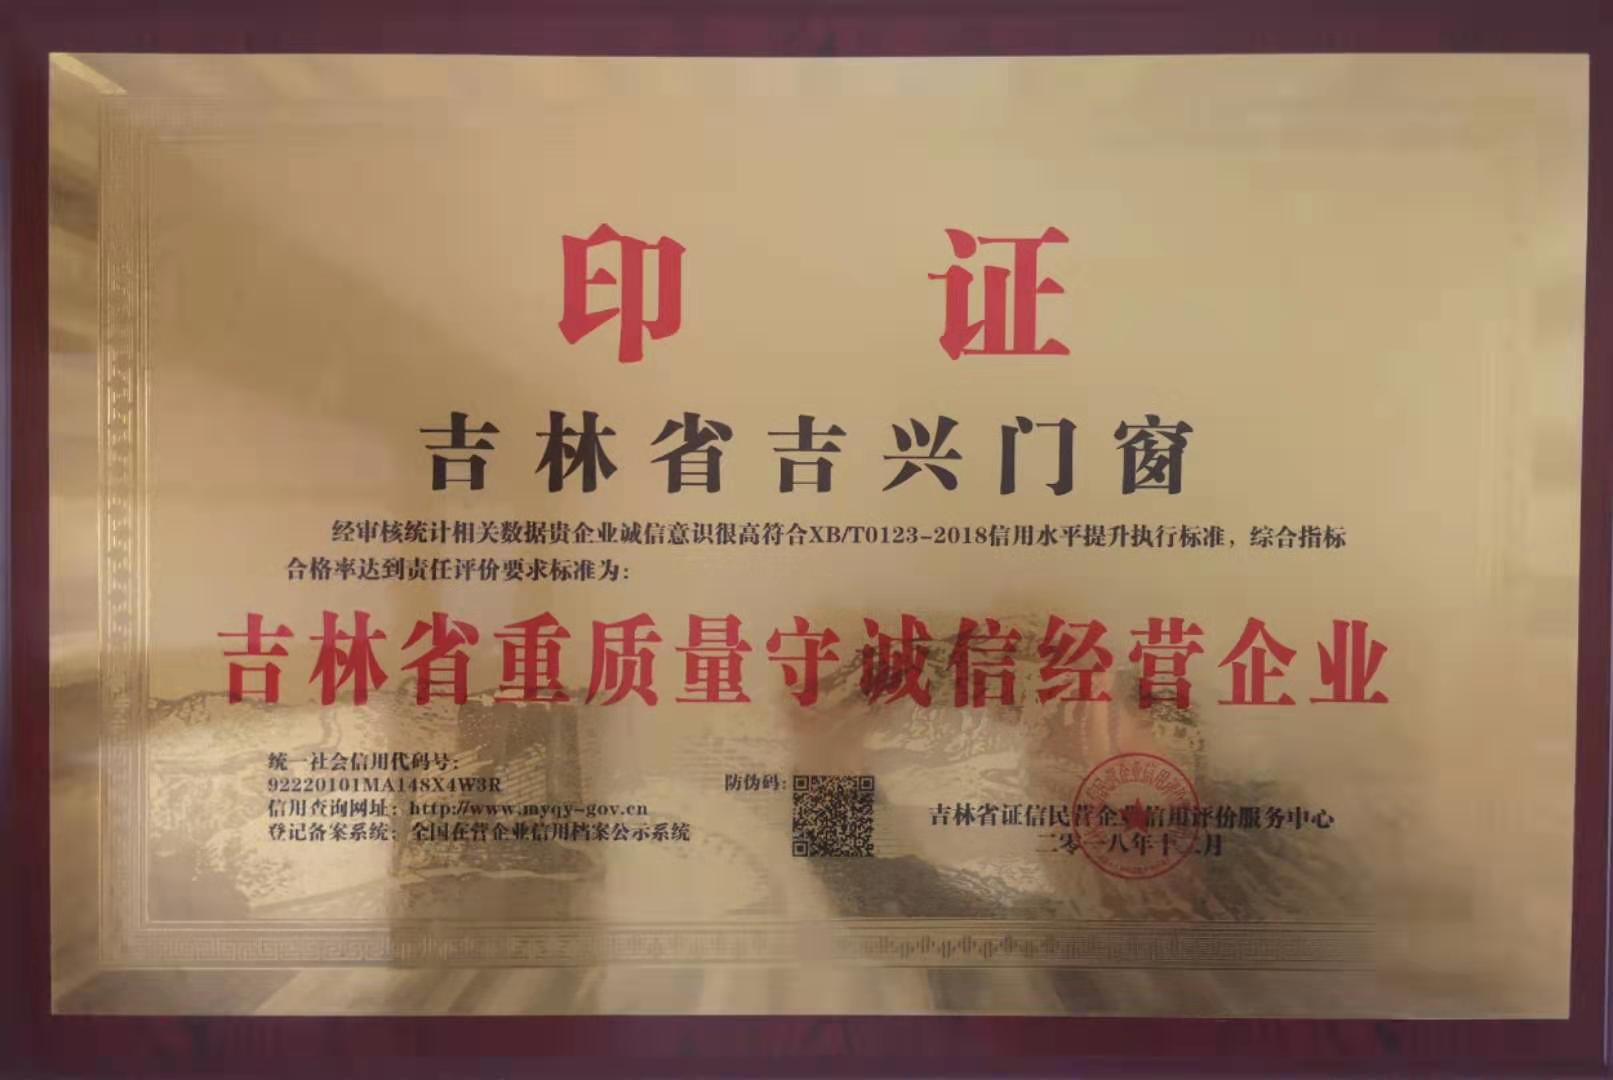 印 证
吉林省吉兴门窗
经审核统计相关数据贵企业诚信意识很高符合XB/T0123-2018信用水平提升执行标准，综合指标
合格率达到责任评价要求标准为：
吉林省重质量守诚信经营企业
统一社会信用代码号：
92220101MA148X4W3R
信用查询网址：http://www.myqy-gov.cn
登记备案系统：全国在营企业信用档案公示系统
防伪码：
吉林省证信民营企业信用评价服务中心
二零一八年十二月